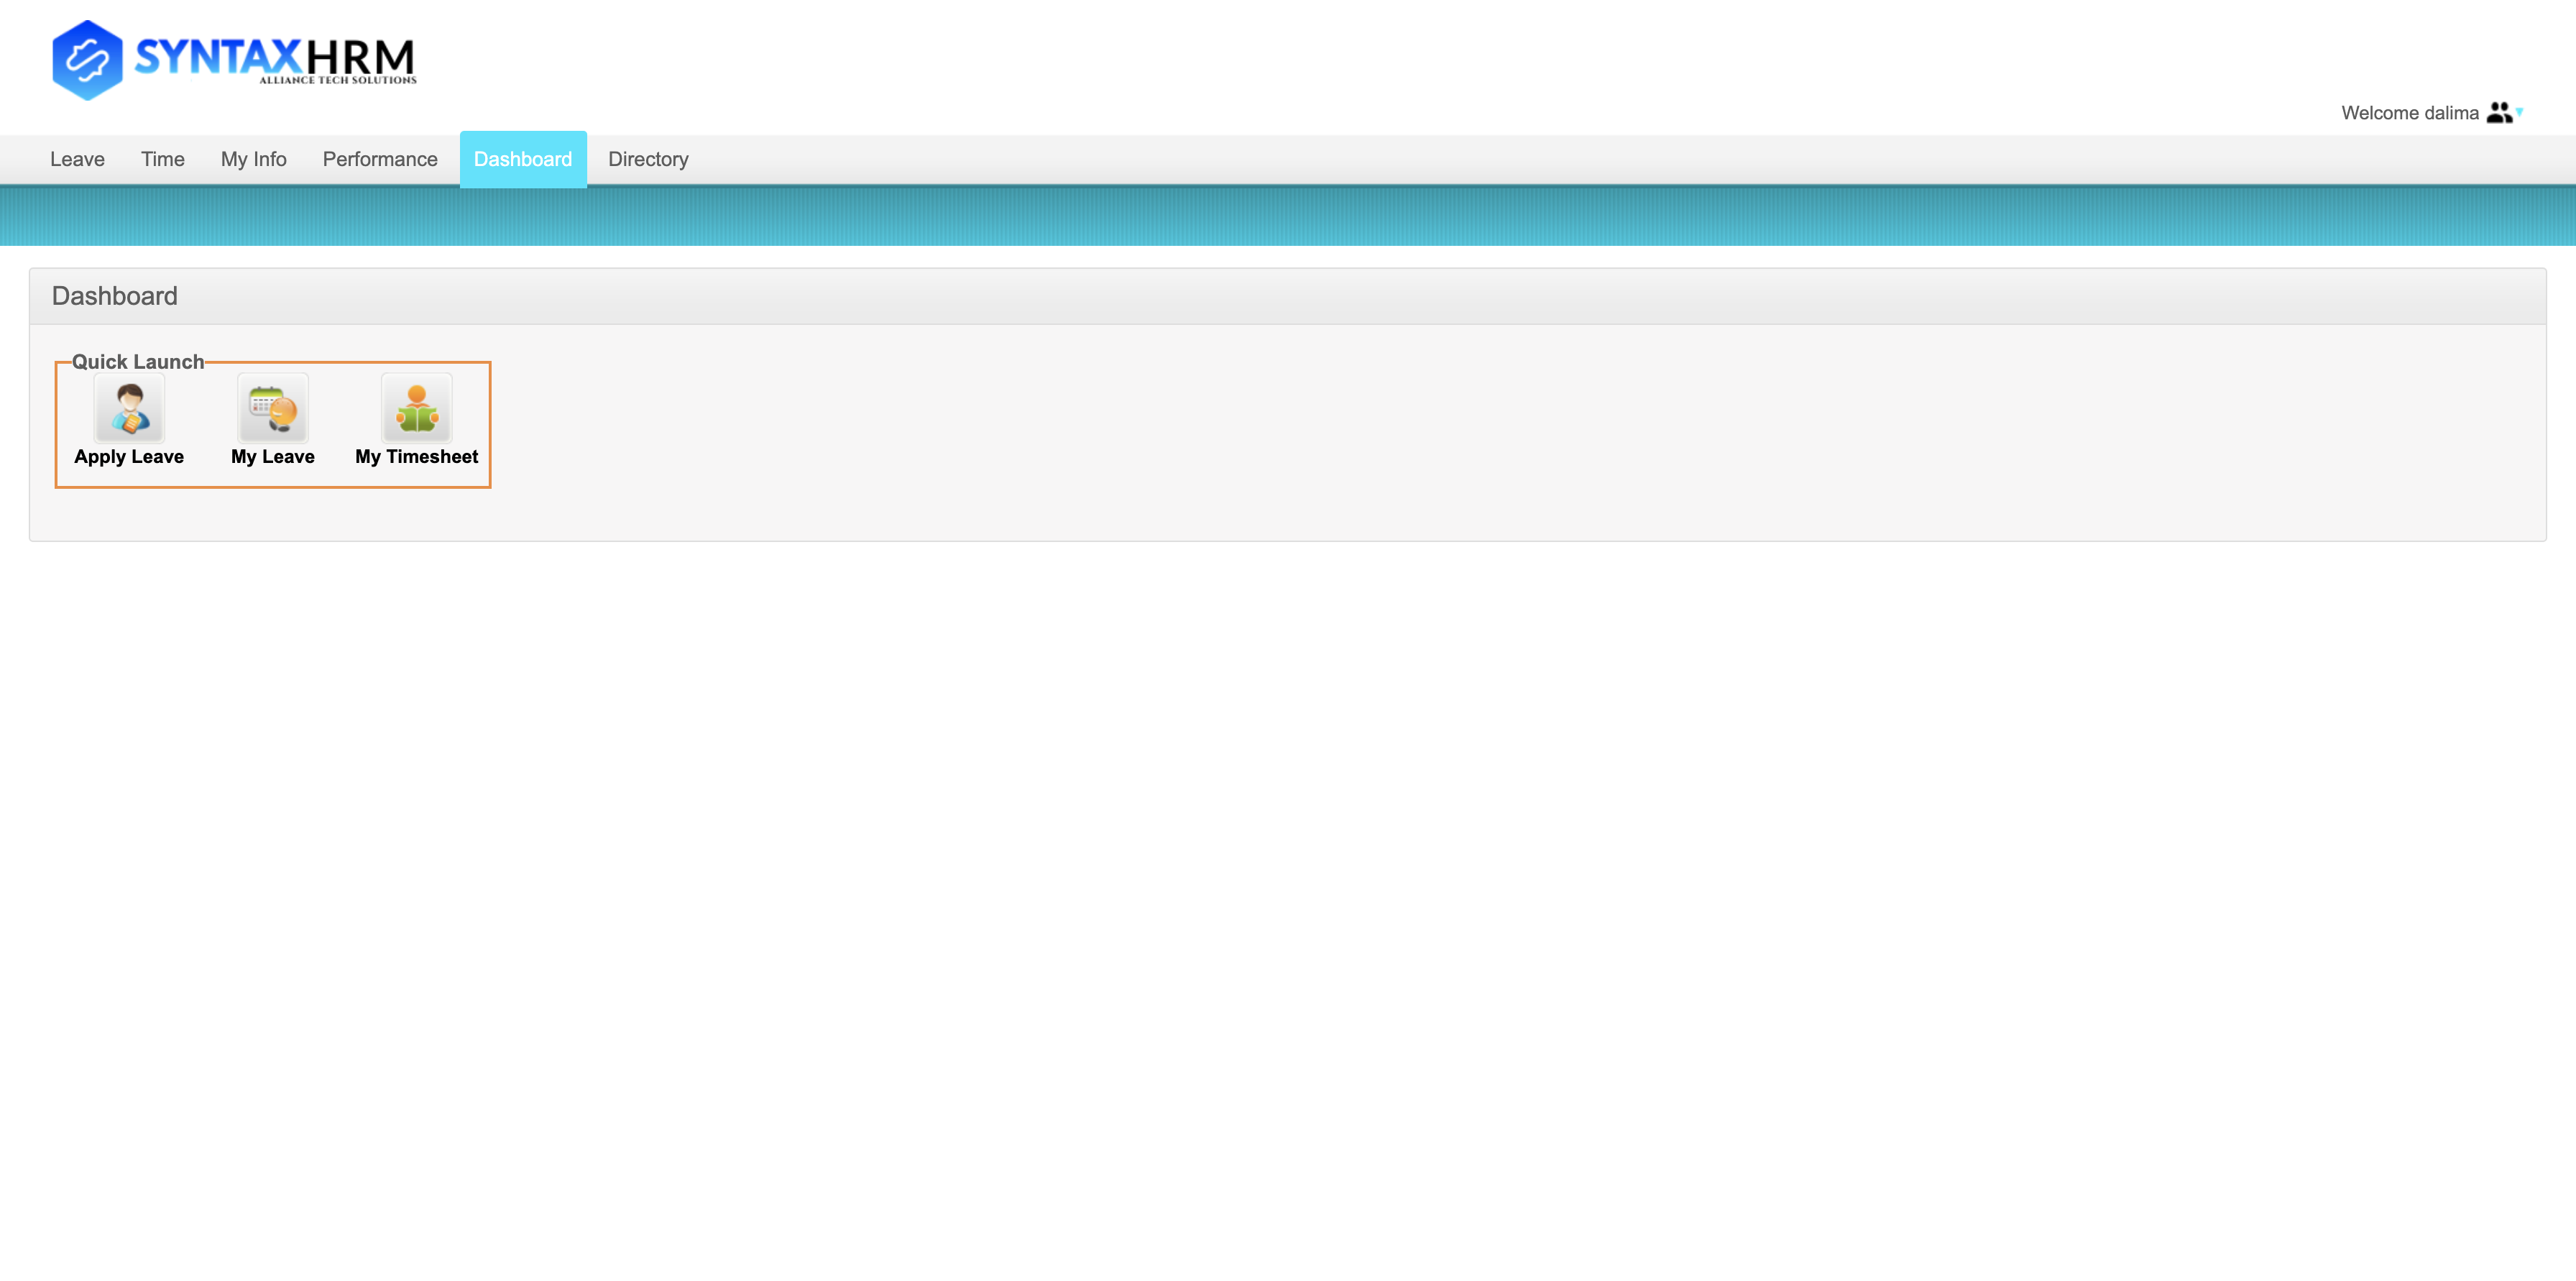 SYNTAXHRM
ALLIANCE TECH SOLUTIONS
Welcome dalima
Leave Time My Info Performance Dashboard Directory
Dashboard
Quick Launch
Apply Leave My Leave My Timesheet